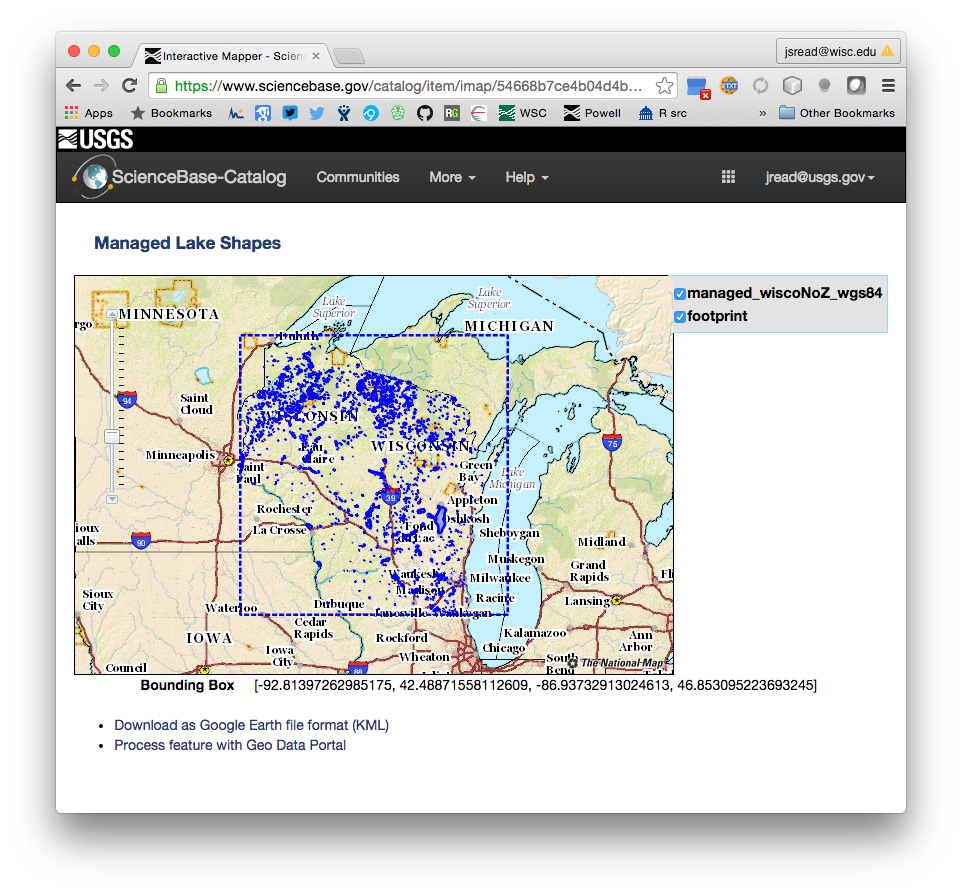 Interactive Mapper - Scienc
jsread@wisc.edu
https://www.sciencebase.gov/catalog/item/imap/54668b7ce4b04d4b...
TXT
Apps
Bookmarks
RG
WSC
Powell
R src
»
Other Bookmarks
USGS
ScienceBase-Catalog
Communities
More
Help
jread@usgs.gov
Managed Lake Shapes
managed_wiscoNoZ_wgs84
footprint
Lake
Superior
Lake
Superior
rgo
MINNESOTA
MICHIGAN
Duluth
Saint
Cloud
94
WISCONSIN
WISCONSIN
75
Minneapolis
Saint
Paul
Eau
Claire
Green
Bay
Lake
Michigan
39
Appleton
Oshkosh
Rochester
La Crosse
Fond
du Lac
Sheboygan
ioux
alls
90
Midland
Muskegon
Grand
Rapids
Waukesha
Madison
Milwaukee
Fli
Sioux
City
Waterloo
Dubuque
Racine
Lansing
Janesville
Waukegan
Cedar
Rapids
IOWA
Rockford
Kalamazoo
Ann
Arbor
Iowa
City
Wheaton
Chicago
South
Bend
The National Map
Council
88
Bounding Box [-92.81397262985175, 42.48871558112609, -86.93732913024613, 46.853095223693245]
Download as Google Earth file format (KML)
Process feature with Geo Data Portal